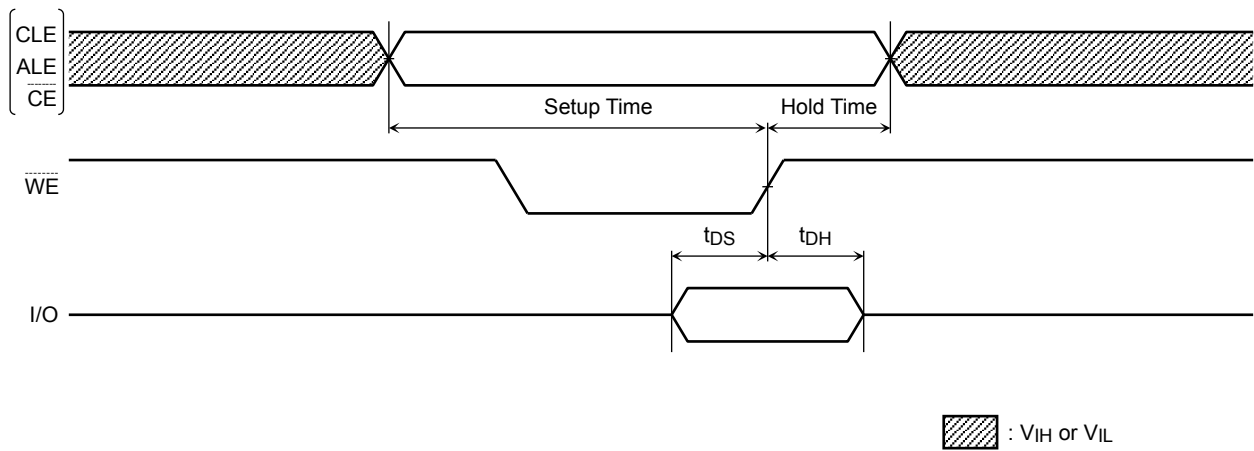 CLE
ALE
CE
Setup Time
Hold Time
WE
tDS
tDH
I/O
: VIH or VIL